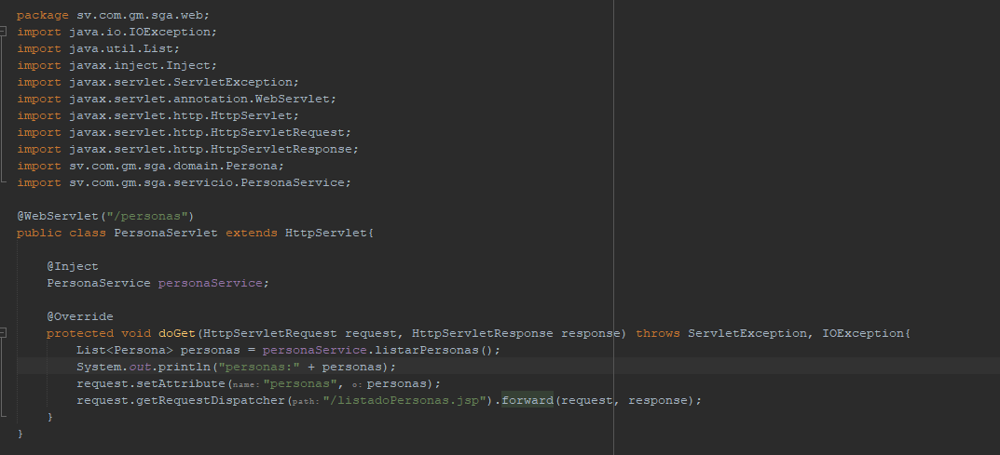 package sv.com.gm.sga.web;
import java.io.IOException;
import java.util.List;
import javax.inject.Inject;
import javax.servlet.ServletException;
import javax.servlet.annotation.WebServlet;
import javax.servlet.http.HttpServlet;
import javax.servlet.http.HttpServletRequest;
import javax.servlet.http.HttpServletResponse;
import sv.com.gm.sga.domain.Persona;
import sv.com.gm.sga.servicio.PersonaService;
@WebServlet("/personas")
public class PersonaServlet extends HttpServlet{
@Inject
PersonaService personaService;
@Override
protected void doGet(HttpServletRequest request, HttpServletResponse response) throws ServletException, IOException{
List<Persona> personas = personaService.listarPersonas();
System.out.println("personas:" + personas);
request.setAttribute(name: "personas", o: personas);
request.getRequestDispatcher(path: "/listadoPersonas.jsp").forward(request, response);
}
}